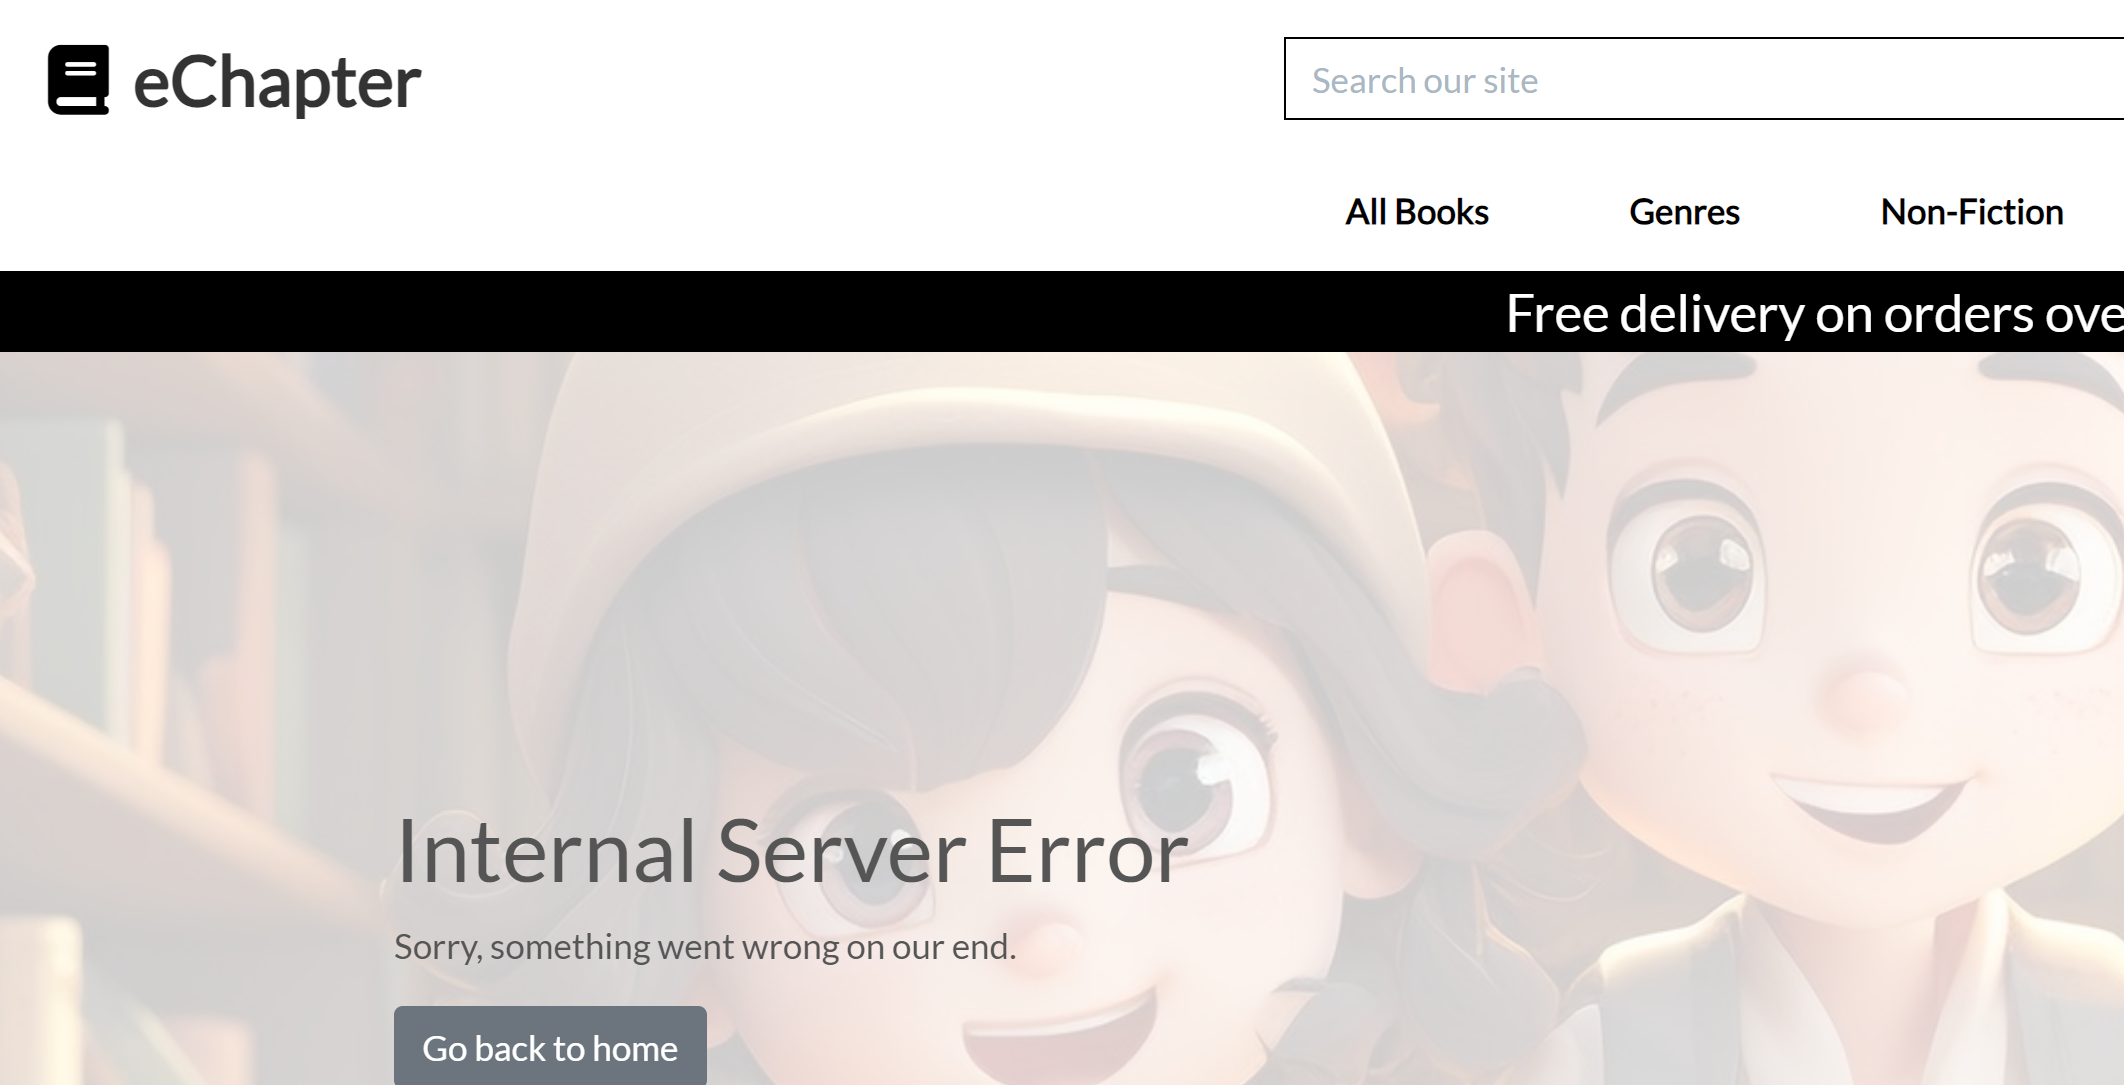 eChapter
Search our site
All Books Genres Non-Fiction
Free delivery on orders
Internal Server Error
Sorry, something went wrong on our end.
Go back to home